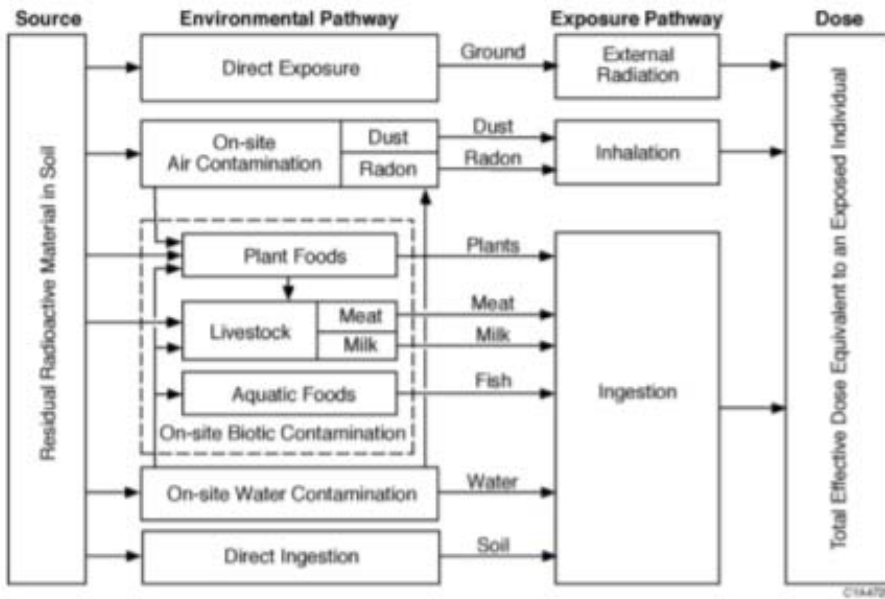 Source
Environmental Pathway
Exposure Pathway
Dose
Residual Radioactive Material in Soil
Direct Exposure
Ground
External
Radiation
On-site
Air Contamination
Dust
Radon
Dust
Radon
Inhalation
Plant Foods
Plants
Livestock
Meat
Milk
Meat
Milk
Aquatic Foods
Fish
On-site Biotic Contamination
Ingestion
On-site Water Contamination
Water
Direct Ingestion
Soil
Total Effective Dose Equivalent to an Exposed Individual